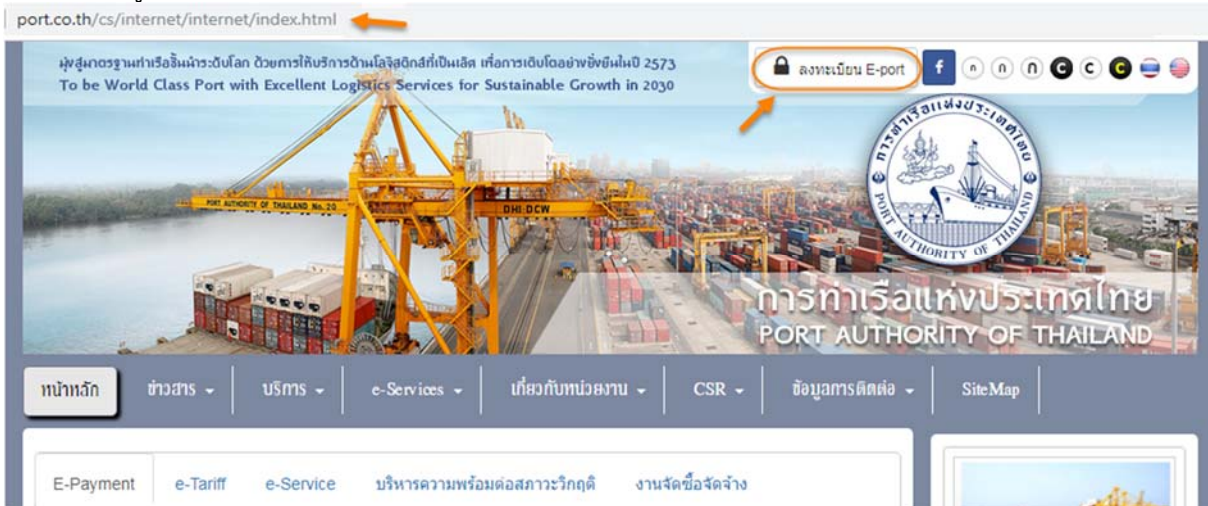 port.co.th/cs/internet/internet/index.html
มุ่งสู่มาตรฐานท่าเรือชั้นนำระดับโลก ด้วยการให้บริการด้านโลจิสติกส์ที่เป็นเลิศ เพื่อการเติบโตอย่างยั่งยืนในปี 2573
To be World Class Port with Excellent Logistics Services for Sustainable Growth in 2030
ลงทะเบียน E-port
f ก ก ก C C C
การท่าเรือแห่งประเทศไทย
PORT AUTHORITY OF THAILAND
PORT AUTHORITY OF THAILAND No. 20
DHI-DCW
การท่าเรือแห่งประเทศไทย
PORT AUTHORITY OF THAILAND
หน้าหลัก ข่าวสาร บริการ e-Services เกี่ยวกับหน่วยงาน CSR ข้อมูลการติดต่อ SiteMap
E-Payment e-Tariff e-Service บริหารความพร้อมต่อสภาวะวิกฤติ งานจัดซื้อจัดจ้าง